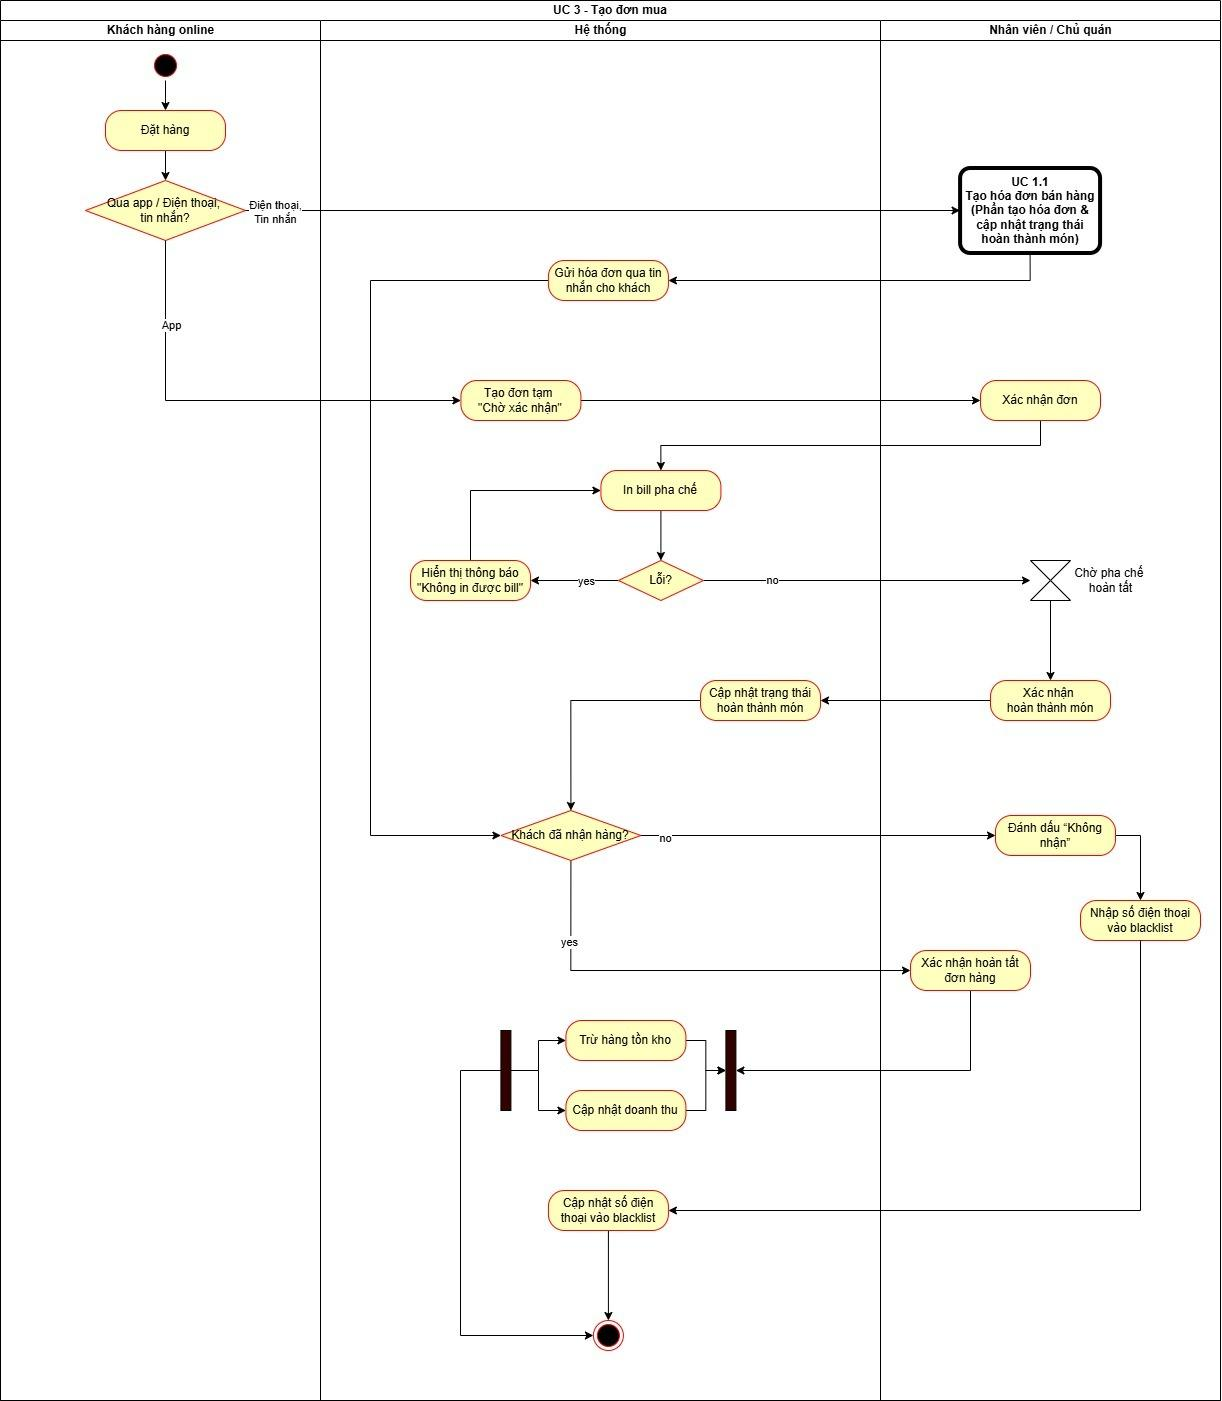 UC 3 - Tạo đơn mua
Khách hàng online
Hệ thống
Nhân viên / Chủ quán
Đặt hàng
Qua app / Điện thoại,
tin nhắn?
Điện thoại,
Tin nhắn
UC 1.1
Tạo hóa đơn bán hàng
(Phần tạo hóa đơn &
cập nhật trạng thái
hoàn thành món)
Gửi hóa đơn qua tin
nhắn cho khách
App
Tạo đơn tạm
"Chờ xác nhận"
Xác nhận đơn
In bill pha chế
Hiển thị thông báo
"Không in được bill"
yes
Lỗi?
no
Chờ pha chế
hoàn tất
Cập nhật trạng thái
hoàn thành món
Xác nhận
hoàn thành món
Khách đã nhận hàng?
no
Đánh dấu “Không
nhận”
Nhập số điện thoại
vào blacklist
yes
Xác nhận hoàn tất
đơn hàng
Trừ hàng tồn kho
Cập nhật doanh thu
Cập nhật số điện
thoại vào blacklist